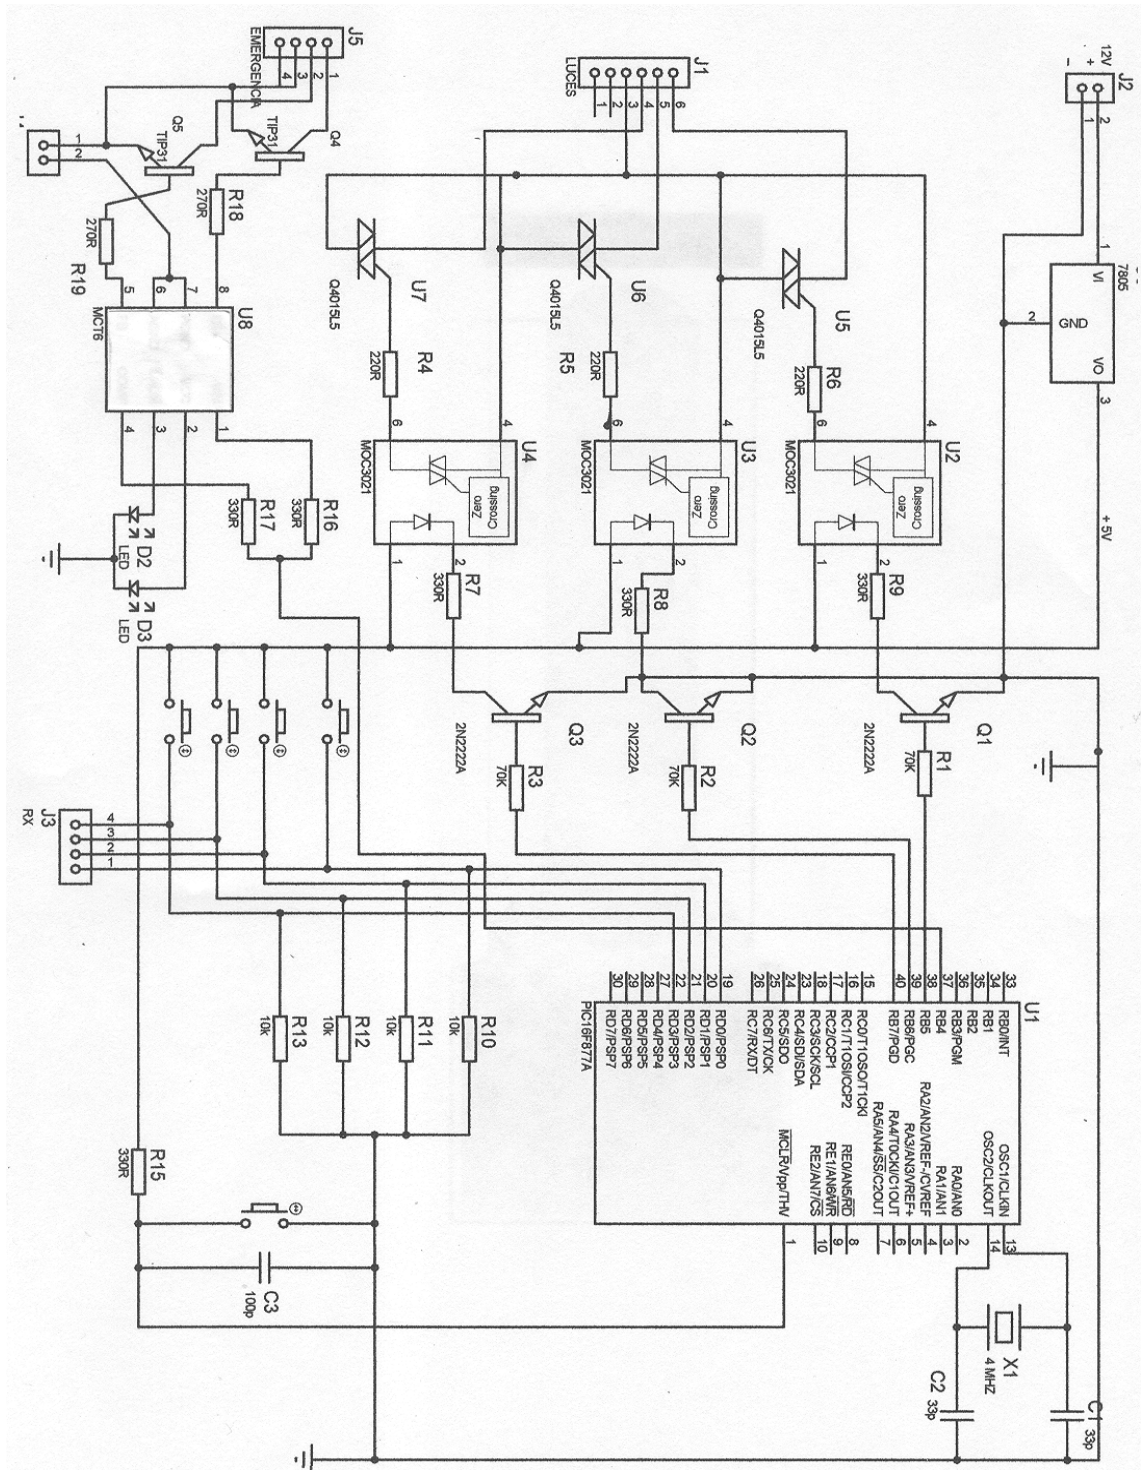 J5
EMERGENCIA
1
2
3
4
Q4
TIP31
Q5
TIP31
1
2
R18
270R
R19
270R
5
6
7
8
U8
MCT6
4
3
2
1
R17
330R
R16
330R
D2
LED
D3
LED
J1
LUCES
1
2
3
4
5
6
U7
Q4015L5
U6
Q4015L5
U5
Q4015L5
R4
220R
R5
220R
R6
220R
6
4
U4
MOC3021
Zero
Crossing
1
2
6
4
U3
MOC3021
Zero
Crossing
1
2
6
4
U2
MOC3021
Zero
Crossing
1
2
R7
330R
R8
330R
R9
330R
J2
12V
+
-
1
2
1
7805
VI
GND
2
VO
3
+5V
Q3
2N2222A
Q2
2N2222A
Q1
2N2222A
R3
70K
R2
70K
R1
70K
J3
RX
4
3
2
1
R13
10k
R12
10k
R11
10k
R10
10k
U1
PIC16F877A
33
RB0/INT
34
RB1
35
RB2
36
RB3/PGM
37
RB4
38
RB5
39
RB6/PGC
40
RB7/PGD
15
RC0/T1OSO/T1CKI
16
RC1/T1OSI/CCP2
17
RC2/CCP1
18
RC3/SCK/SCL
23
RC4/SDI/SDA
24
RC5/SDO
25
RC6/TX/CK
26
RC7/RX/DT
19
RD0/PSP0
20
RD1/PSP1
21
RD2/PSP2
22
RD3/PSP3
27
RD4/PSP4
28
RD5/PSP5
29
RD6/PSP6
30
RD7/PSP7
OSC1/CLKIN
13
OSC2/CLKOUT
14
RA0/AN0
2
RA1/AN1
3
RA2/AN2/VREF-/CVREF
4
RA3/AN3/VREF+
5
RA4/T0CKI/C1OUT
6
RA5/AN4/SS/C2OUT
7
RE0/AN5/RD
8
RE1/AN6/WR
9
RE2/AN7/CS
10
MCLR/Vpp/THV
1
R15
330R
C3
100p
X1
4 MHZ
C2
33p
C1
33p